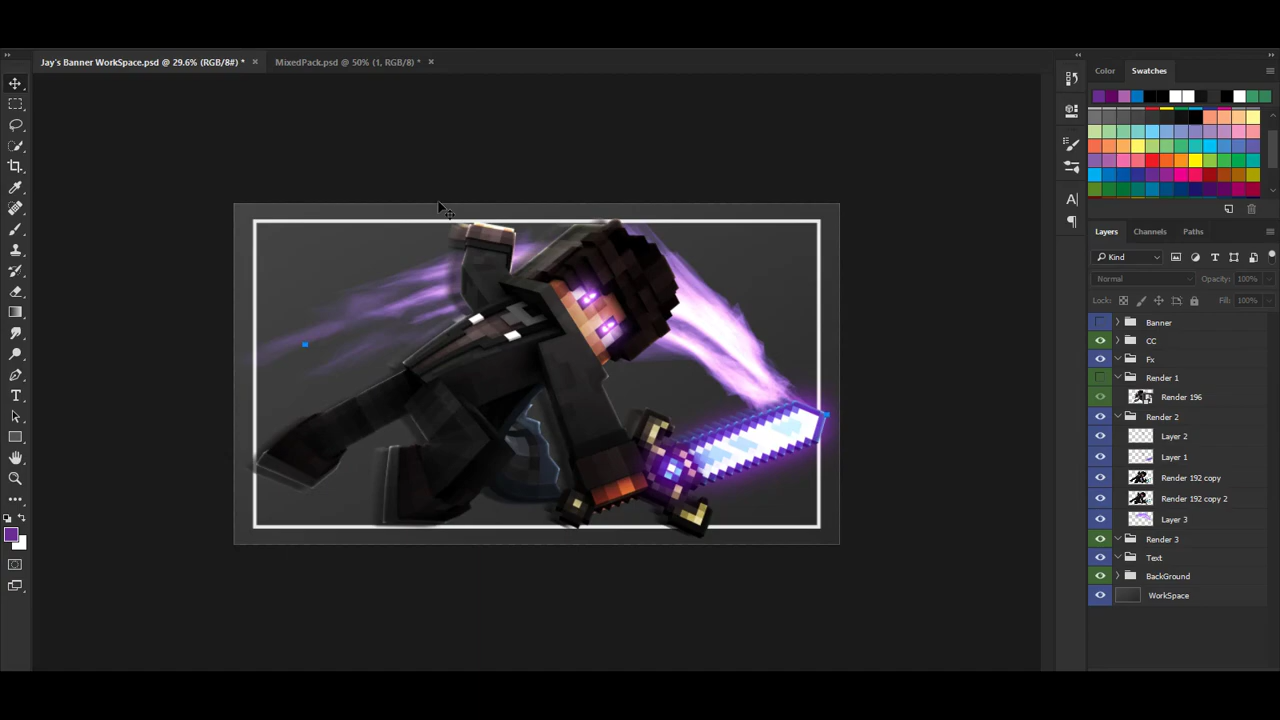 Jay's Banner WorkSpace.psd @ 29.6% (RGB/8#) *
MixedPack.psd @ 50% (1, RGB/8) *
Color
Swatches
Layers
Channels
Paths
Kind
Normal
Opacity: 100%
Lock:
Fill: 100%
Banner
CC
Fx
Render 1
Render 196
Render 2
Layer 2
Layer 1
Render 192 copy
Render 192 copy 2
Layer 3
Render 3
Text
BackGround
WorkSpace